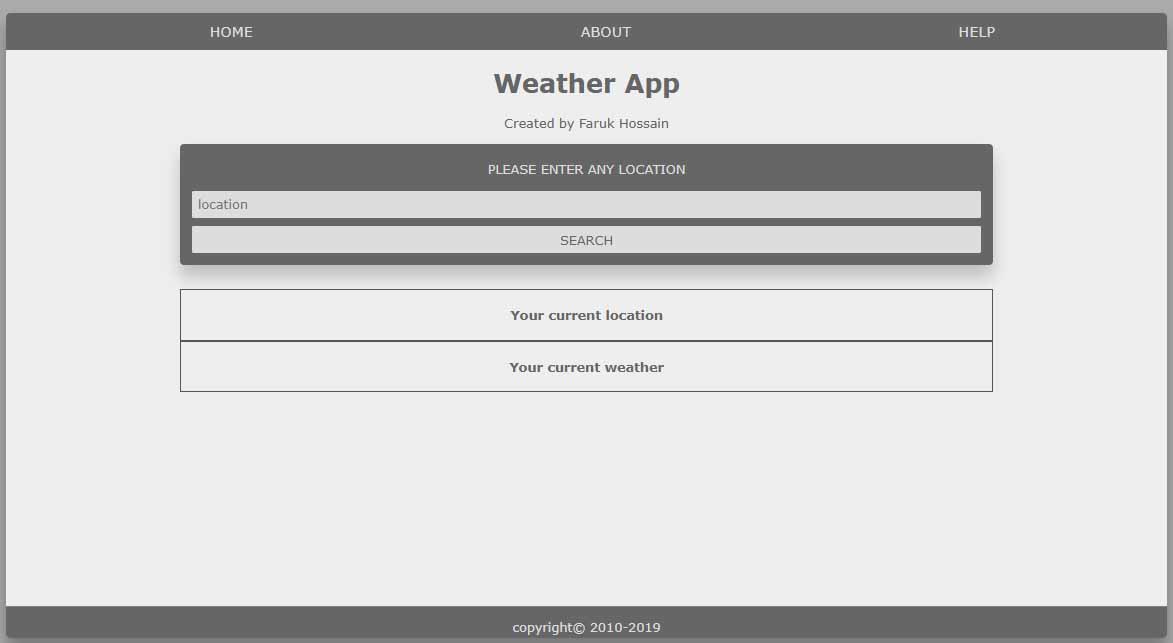 HOME ABOUT HELP
Weather App
Created by Faruk Hossain
PLEASE ENTER ANY LOCATION
location
SEARCH
Your current location
Your current weather
copyright© 2010-2019